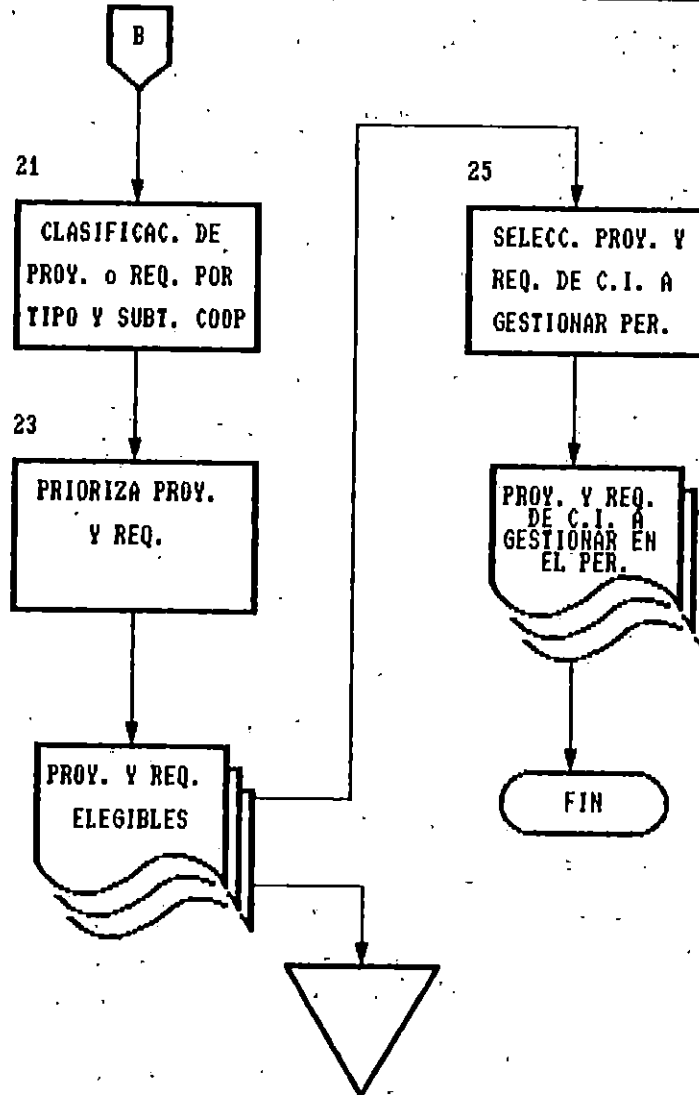 B
21
CLASIFICAC. DE
PROY. o REQ. POR
TIPO Y SUBT. COOP
23
PRIORIZA PROY.
Y REQ.
PROY. Y REQ.
ELEGIBLES
25
SELECC. PROY. Y
REQ. DE C.I. A
GESTIONAR PER.
PROY. Y REQ.
DE C.I. A
GESTIONAR EN
EL PER.
FIN